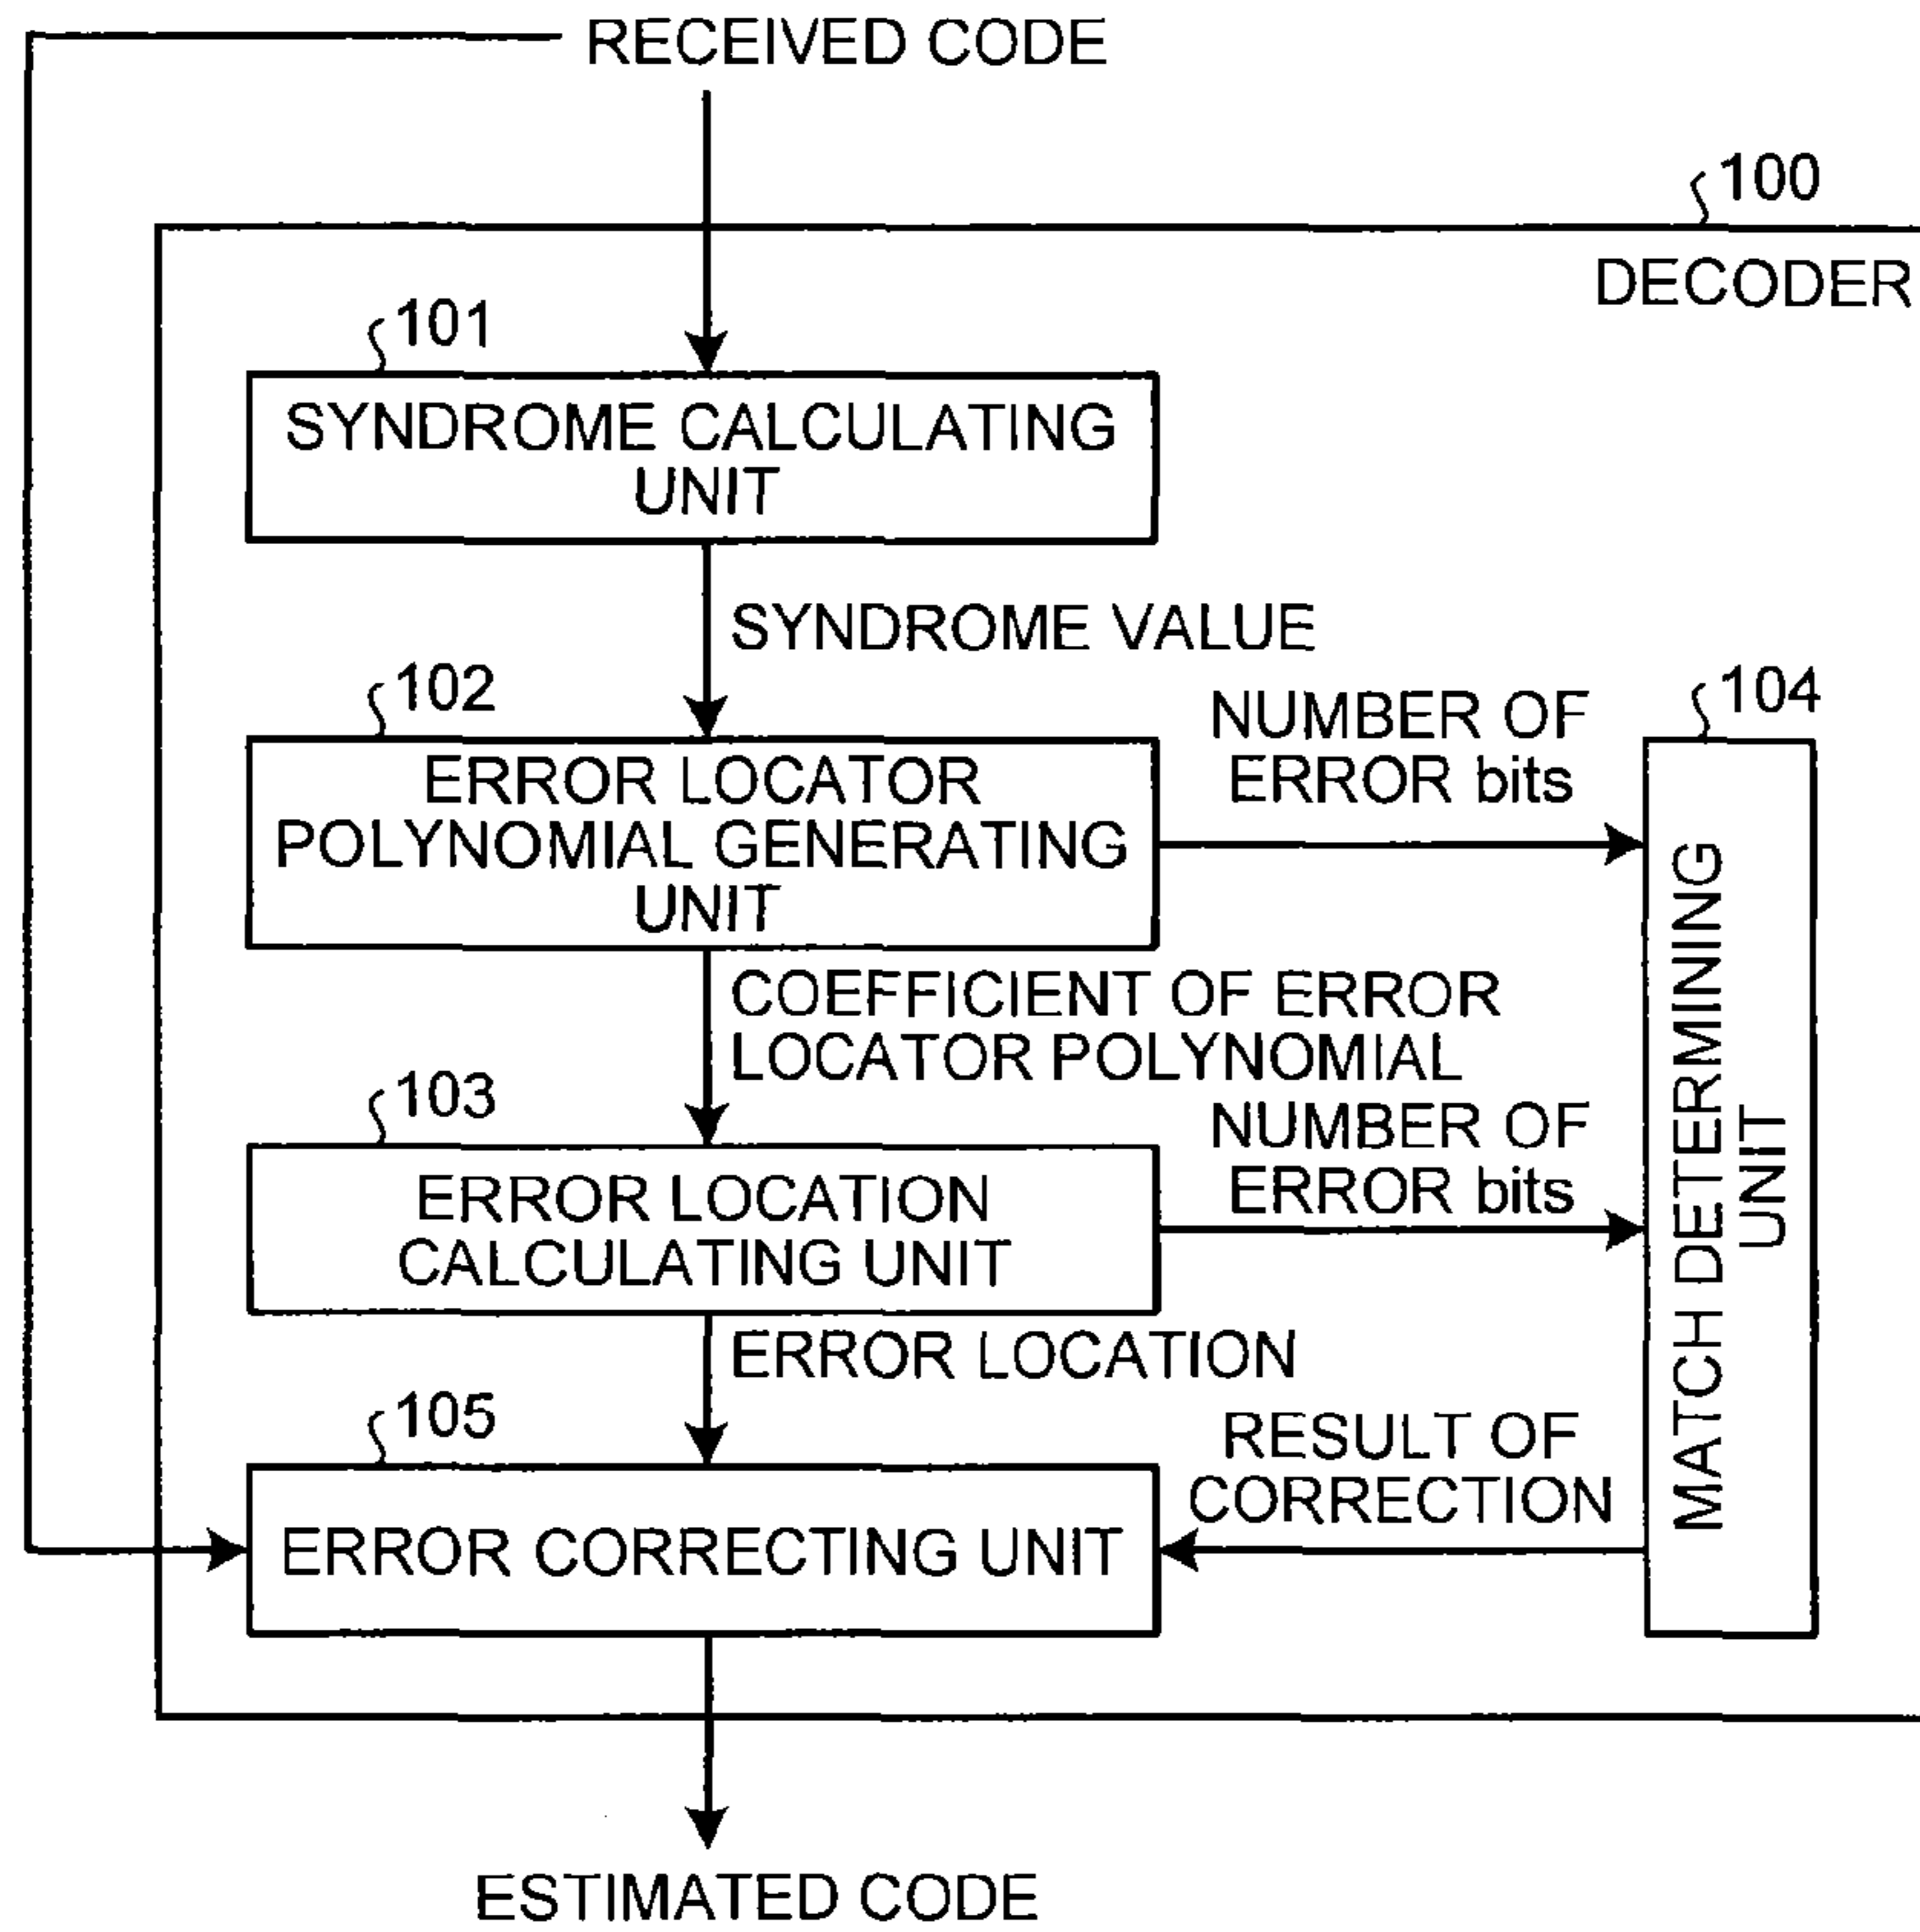 RECEIVED CODE
100
DECODER
101
SYNDROME CALCULATING
UNIT
SYNDROME VALUE
102
ERROR LOCATOR
POLYNOMIAL GENERATING
UNIT
NUMBER OF
ERROR bits
104
MATCH DETERMINING
UNIT
COEFFICIENT OF ERROR
LOCATOR POLYNOMIAL
103
ERROR LOCATION
CALCULATING UNIT
NUMBER OF
ERROR bits
ERROR LOCATION
105
ERROR CORRECTING UNIT
RESULT OF
CORRECTION
ESTIMATED CODE